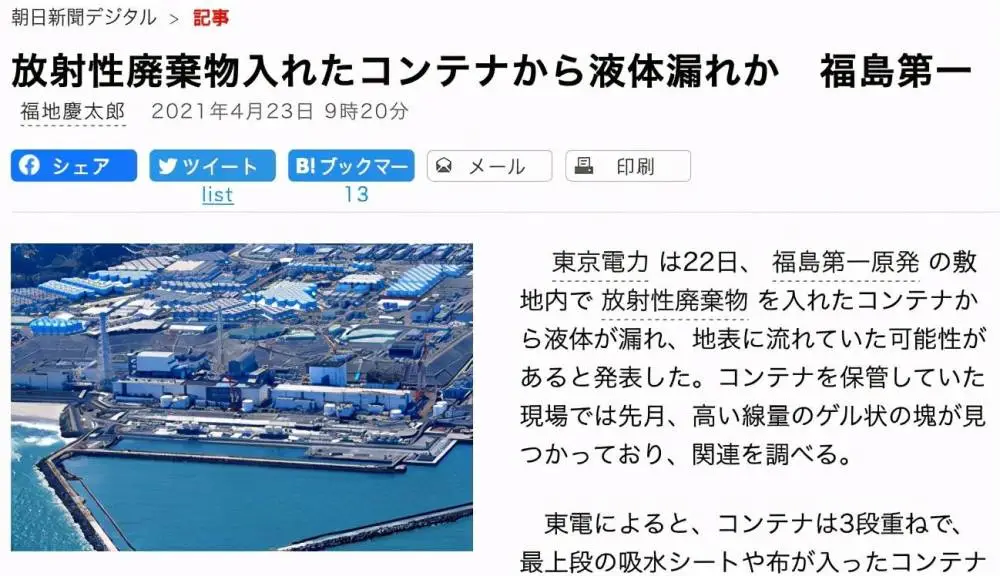 朝日新聞デジタル > 記事
放射性廃棄物入れたコンテナから液体漏れか　福島第一
福地慶太郎 2021年4月23日 9時20分
シェア ツイート B!ブックマー メール 印刷
list 13
東京電力 は22日、 福島第一原発 の敷
地内で 放射性廃棄物 を入れたコンテナか
ら液体が漏れ、地表に流れていた可能性が
あると発表した。コンテナを保管していた
現場では先月、高い線量のゲル状の塊が見
つかっており、関連を調べる。
東電によると、コンテナは3段重ねで、
最上段の吸水シートや布が入ったコンテナ